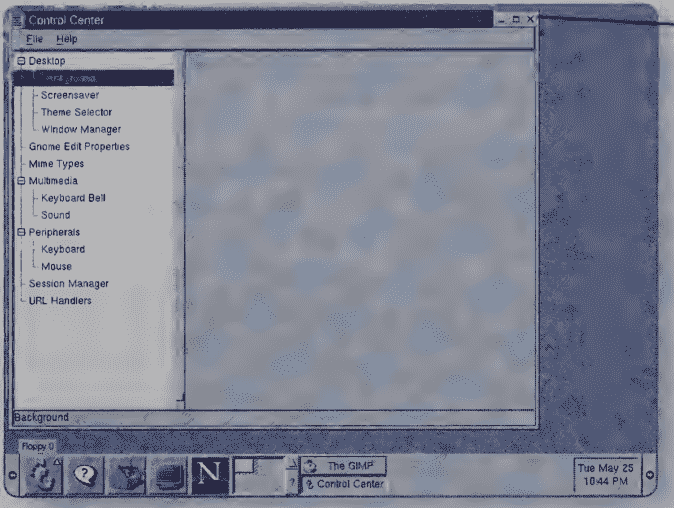 Control Center
File Help
Desktop
Screensaver
Theme Selector
Window Manager
Gnome Edit Properties
Mime Types
Multimedia
Keyboard Bell
Sound
Peripherals
Keyboard
Mouse
Session Manager
URL Handlers
Background
Floppy 0
N
The GIMP
Control Center
Tue May 25
10:44 PM